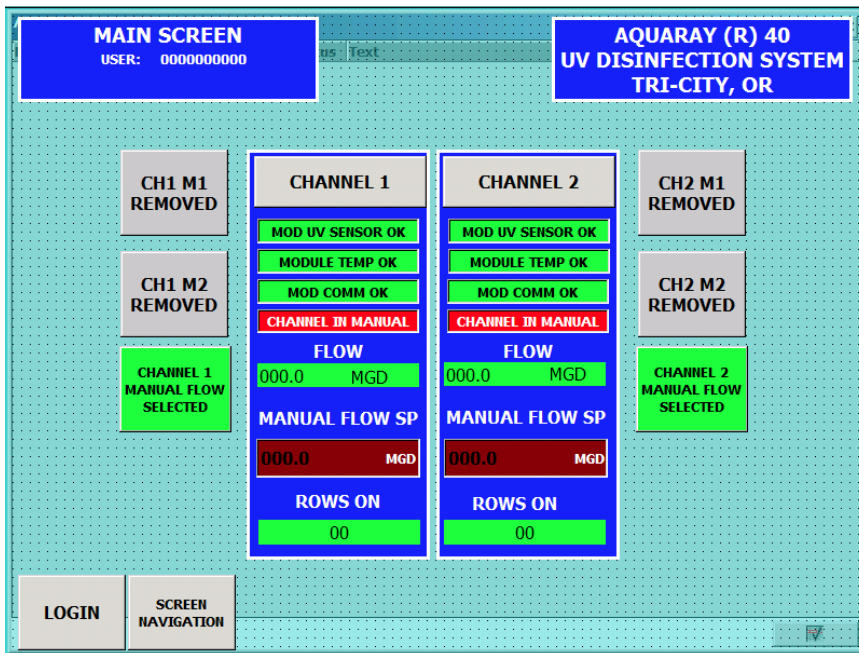 MAIN SCREEN
USER: 0000000000
Text
AQUARAY (R) 40
UV DISINFECTION SYSTEM
TRI-CITY, OR
CH1 M1
REMOVED
CH1 M2
REMOVED
CHANNEL 1
MANUAL FLOW
SELECTED
CHANNEL 1
MOD UV SENSOR OK
MODULE TEMP OK
MOD COMM OK
CHANNEL IN MANUAL
FLOW
000.0 MGD
MANUAL FLOW SP
000.0 MGD
ROWS ON
00
CHANNEL 2
MOD UV SENSOR OK
MODULE TEMP OK
MOD COMM OK
CHANNEL IN MANUAL
FLOW
000.0 MGD
MANUAL FLOW SP
000.0 MGD
ROWS ON
00
CH2 M1
REMOVED
CH2 M2
REMOVED
CHANNEL 2
MANUAL FLOW
SELECTED
LOGIN
SCREEN
NAVIGATION